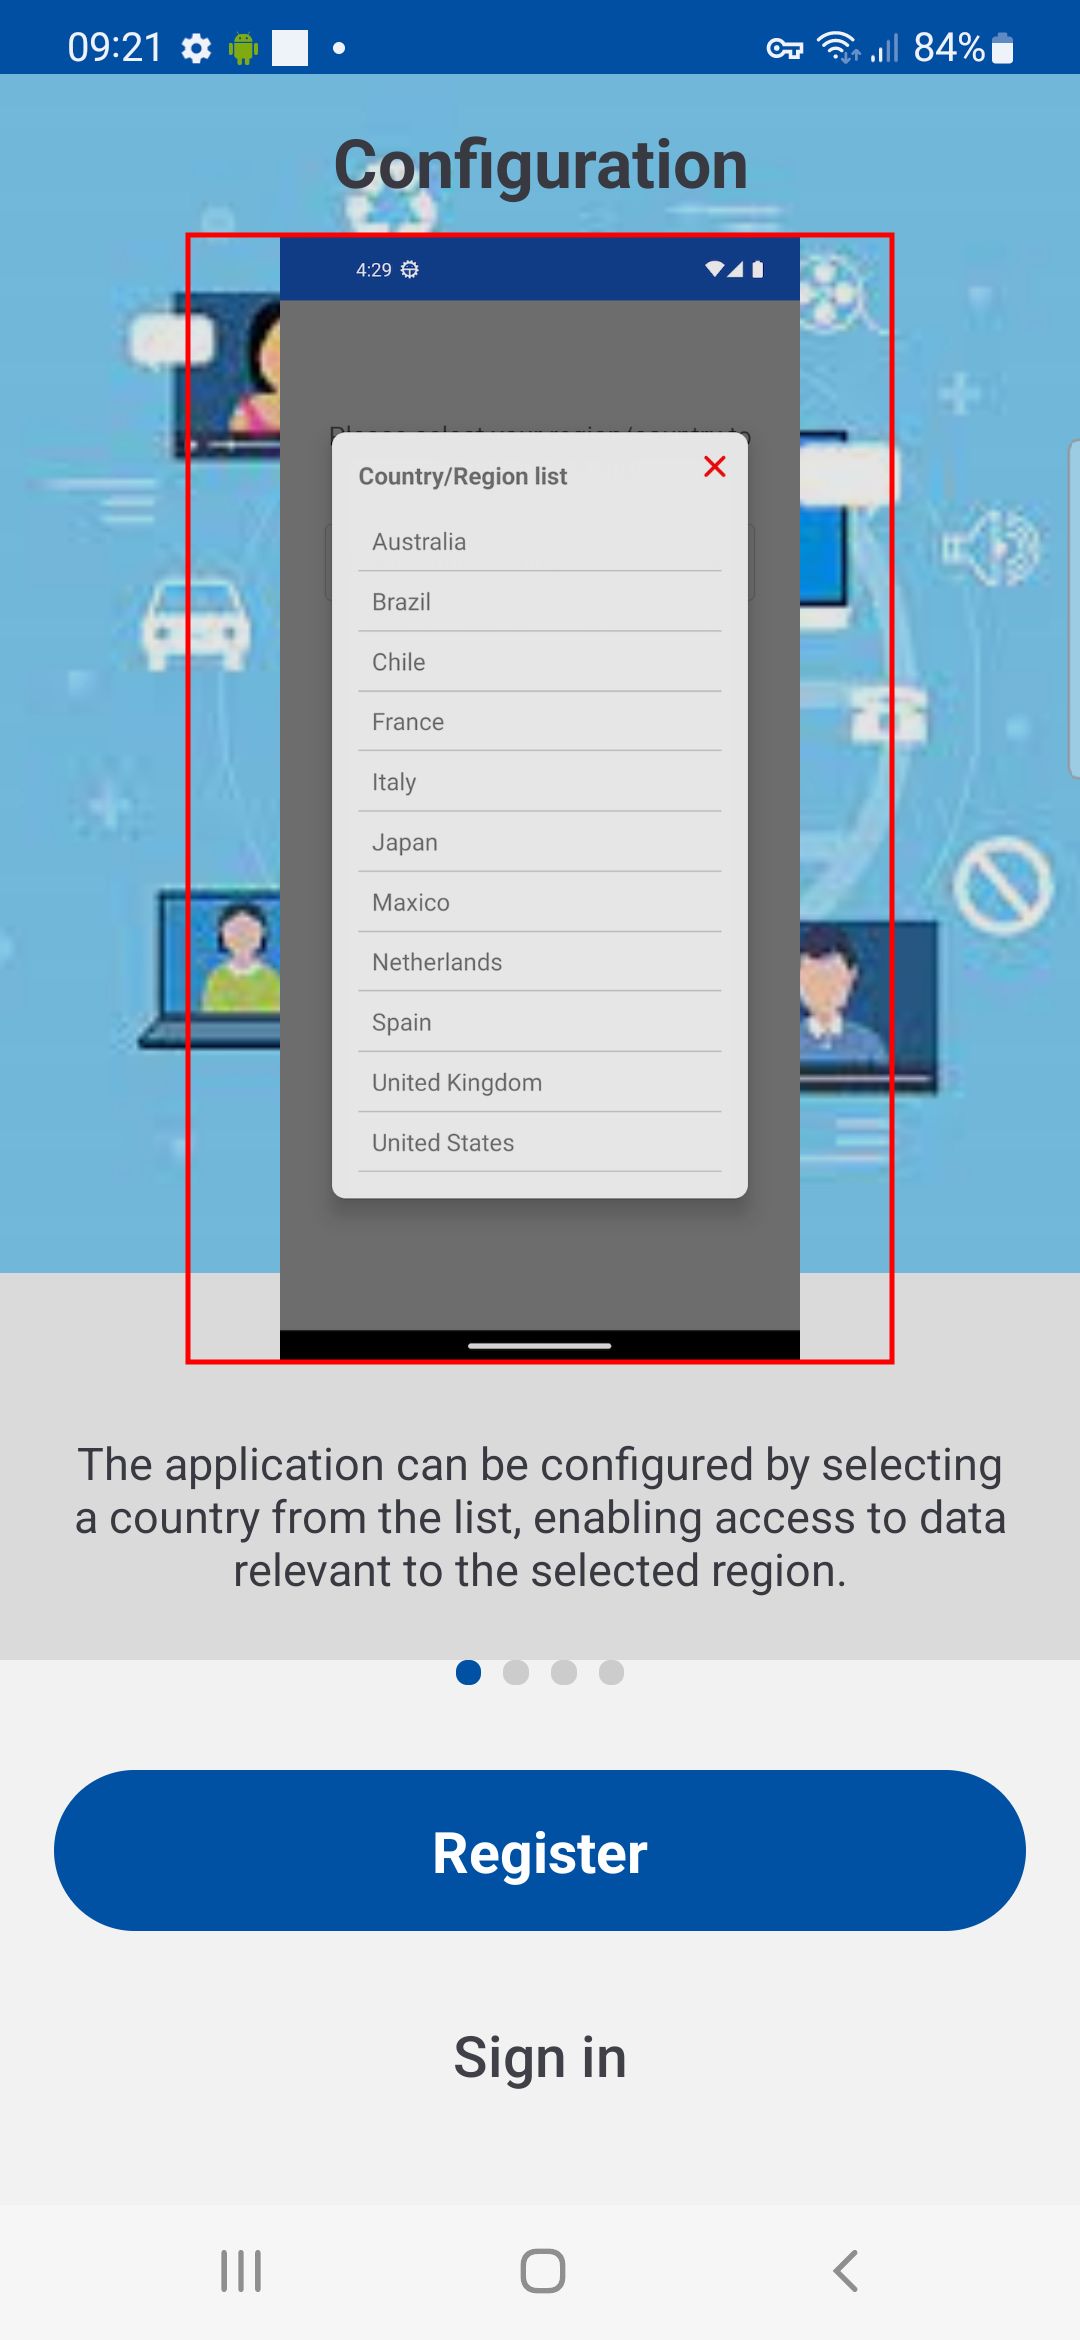 09:21
84%
Configuration
4:29
Please select your region/country to
Country/Region list
Australia
Brazil
Chile
France
Italy
Japan
Maxico
Netherlands
Spain
United Kingdom
United States
The application can be configured by selecting
a country from the list, enabling access to data
relevant to the selected region.
Register
Sign in